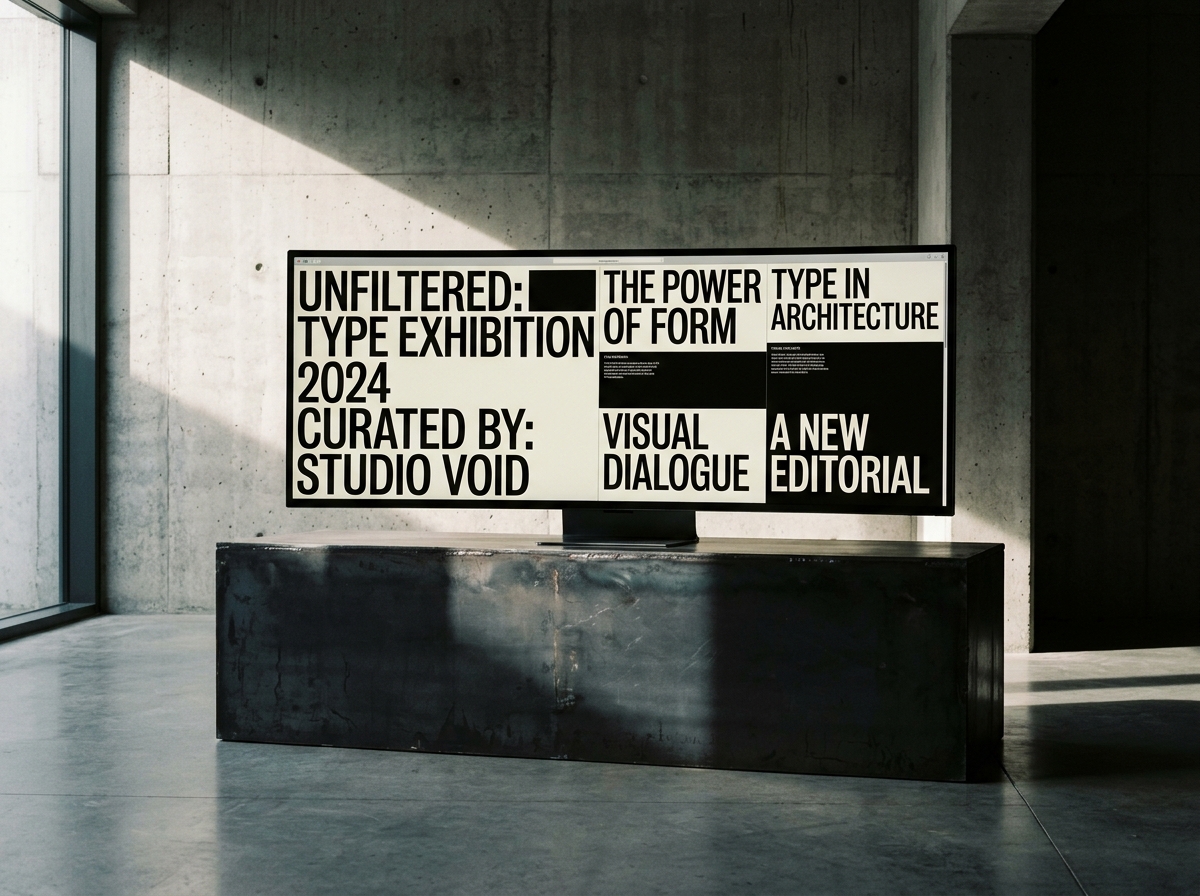 UNFILTERED:
TYPE EXHIBITION
2024
CURATED BY:
STUDIO VOID
THE POWER
OF FORM
VISUAL
DIALOGUE
TYPE IN
ARCHITECTURE
A NEW
EDITORIAL